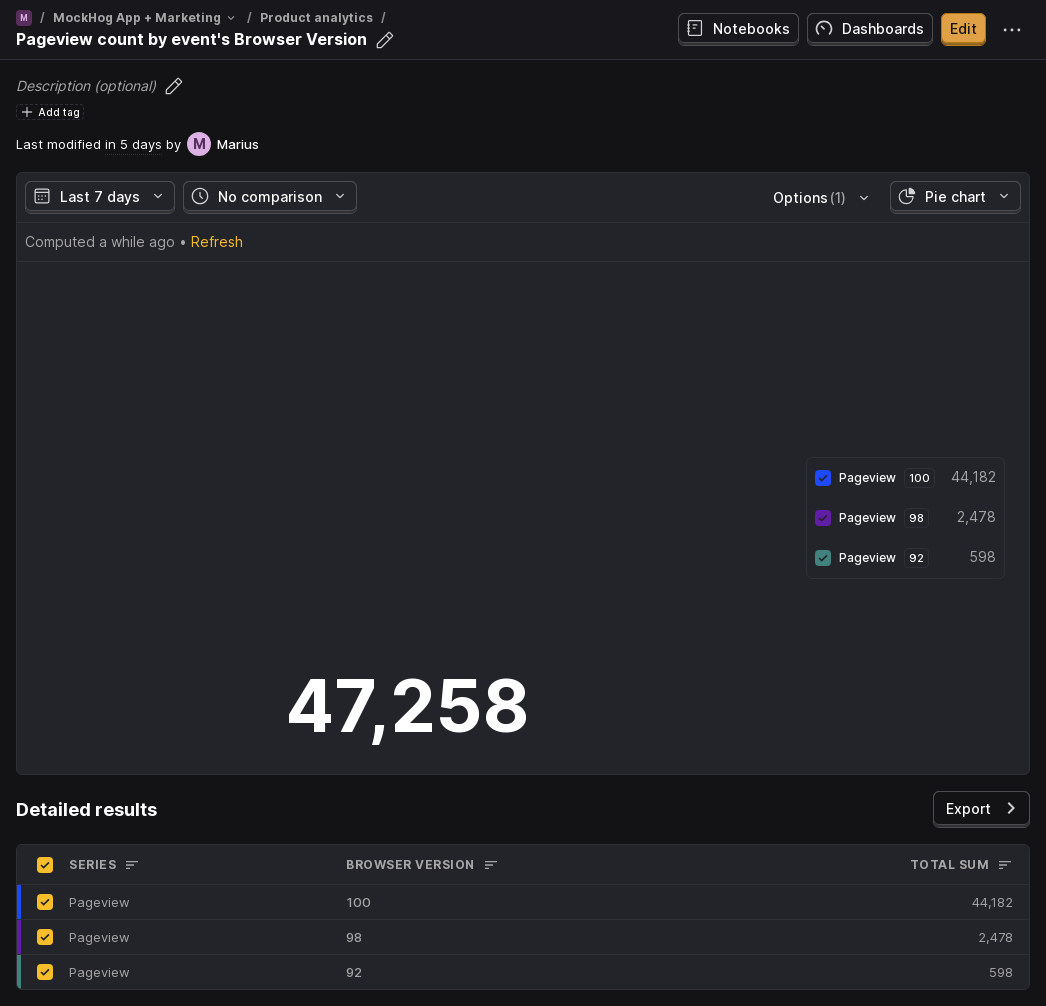 M / MockHog App + Marketing / Product analytics /
Pageview count by event's Browser Version
Notebooks
Dashboards
Edit
Description (optional)
Add tag
Last modified in 5 days by M Marius
Last 7 days
No comparison
Options (1)
Pie chart
Computed a while ago • Refresh
Pageview 100 44,182
Pageview 98 2,478
Pageview 92 598
47,258
Detailed results
Export
SERIES BROWSER VERSION TOTAL SUM
Pageview 100 44,182
Pageview 98 2,478
Pageview 92 598